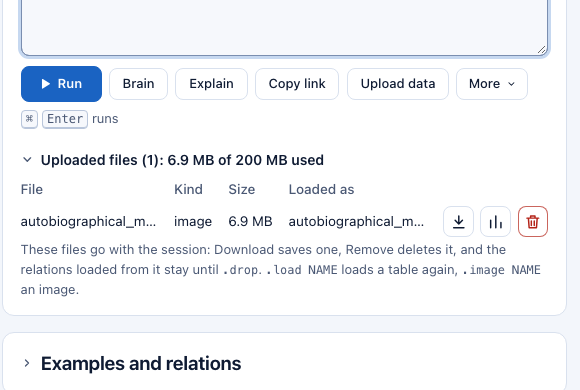 Run Brain Explain Copy link Upload data More
⌘ Enter runs
Uploaded files (1): 6.9 MB of 200 MB used
File Kind Size Loaded as
autobiographical_m... image 6.9 MB autobiographical_m...
These files go with the session: Download saves one, Remove deletes it, and the
relations loaded from it stay until .drop. .load NAME loads a table again, .image NAME
an image.
Examples and relations